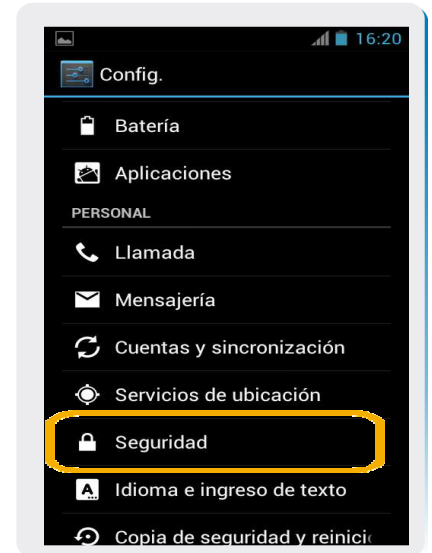 16:20
Config.
Batería
Aplicaciones
PERSONAL
Llamada
Mensajería
Cuentas y sincronización
Servicios de ubicación
Seguridad
A
Idioma e ingreso de texto
Copia de seguridad y reinici